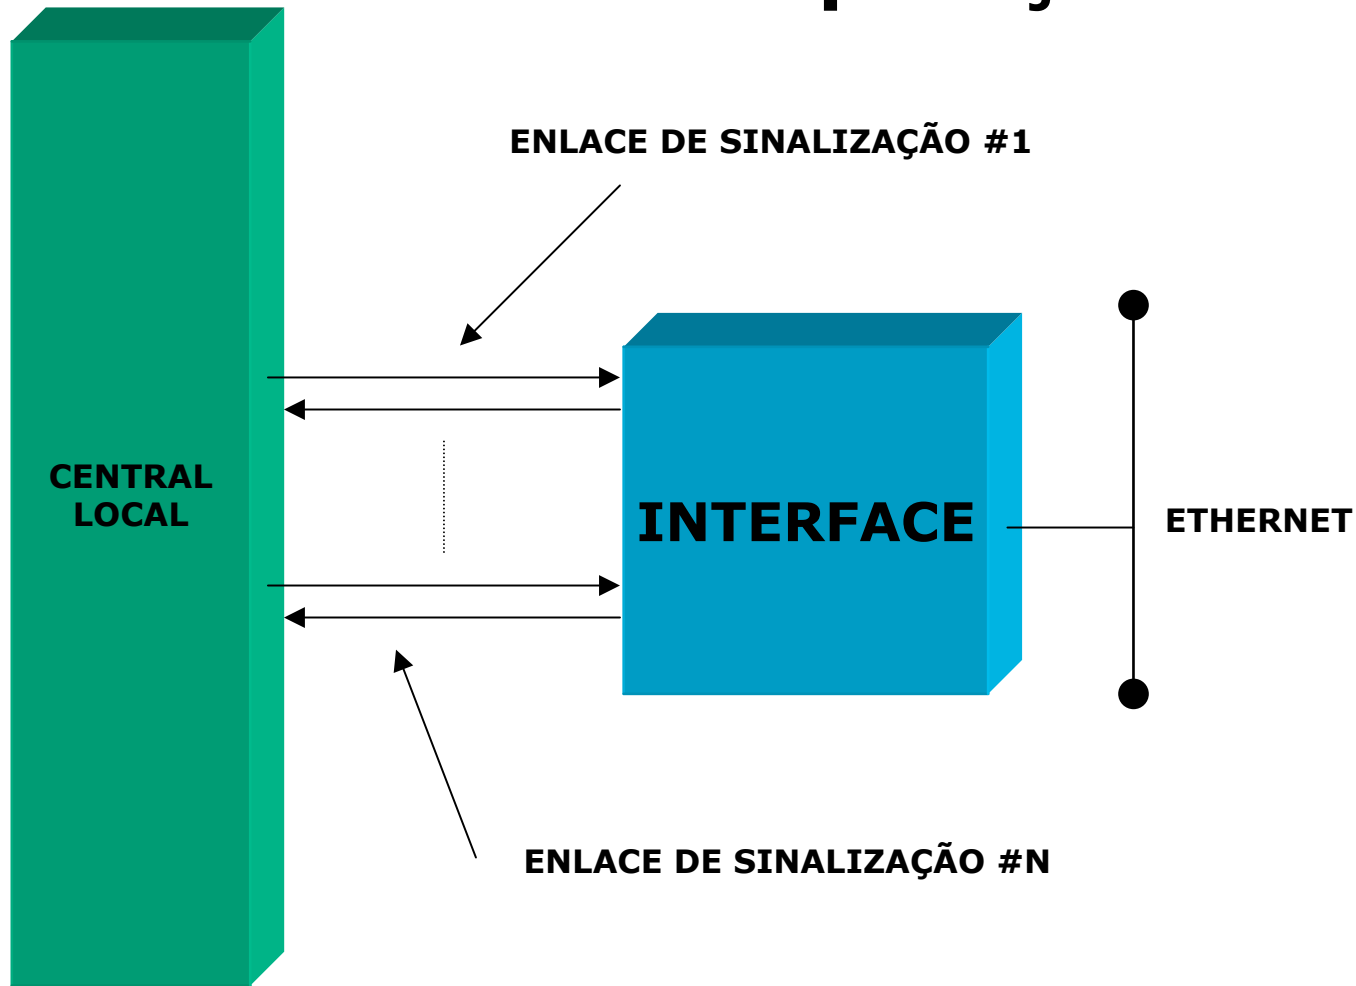 ENLACE DE SINALIZAÇÃO #1
CENTRAL
LOCAL
INTERFACE
ETHERNET
ENLACE DE SINALIZAÇÃO #N